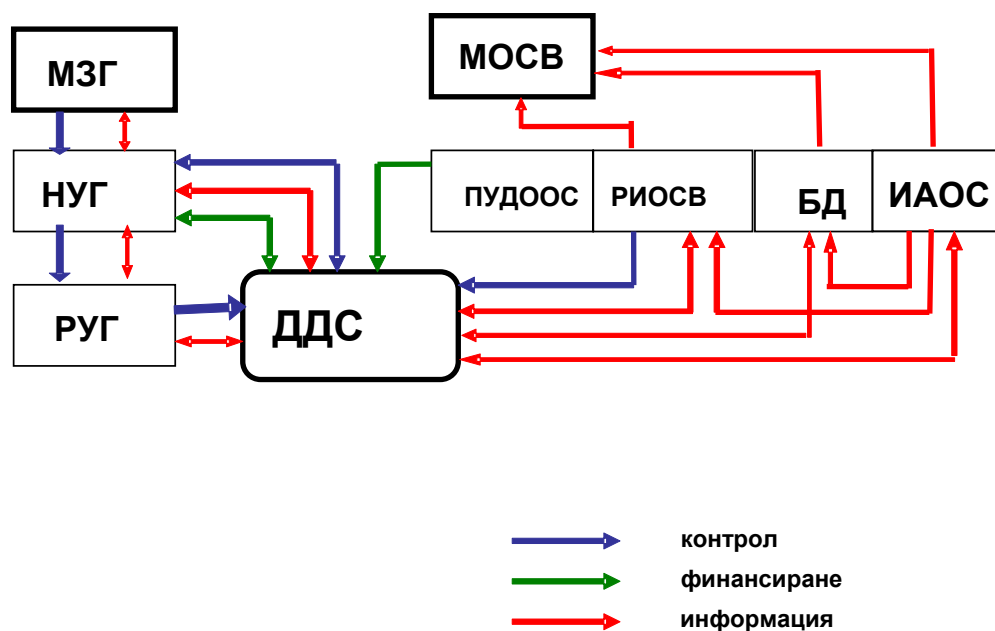 МЗГ
МОСВ
НУГ
ПУДООС
РИОСВ
БД
ИАОС
РУГ
ДДС
контрол
финансиране
информация